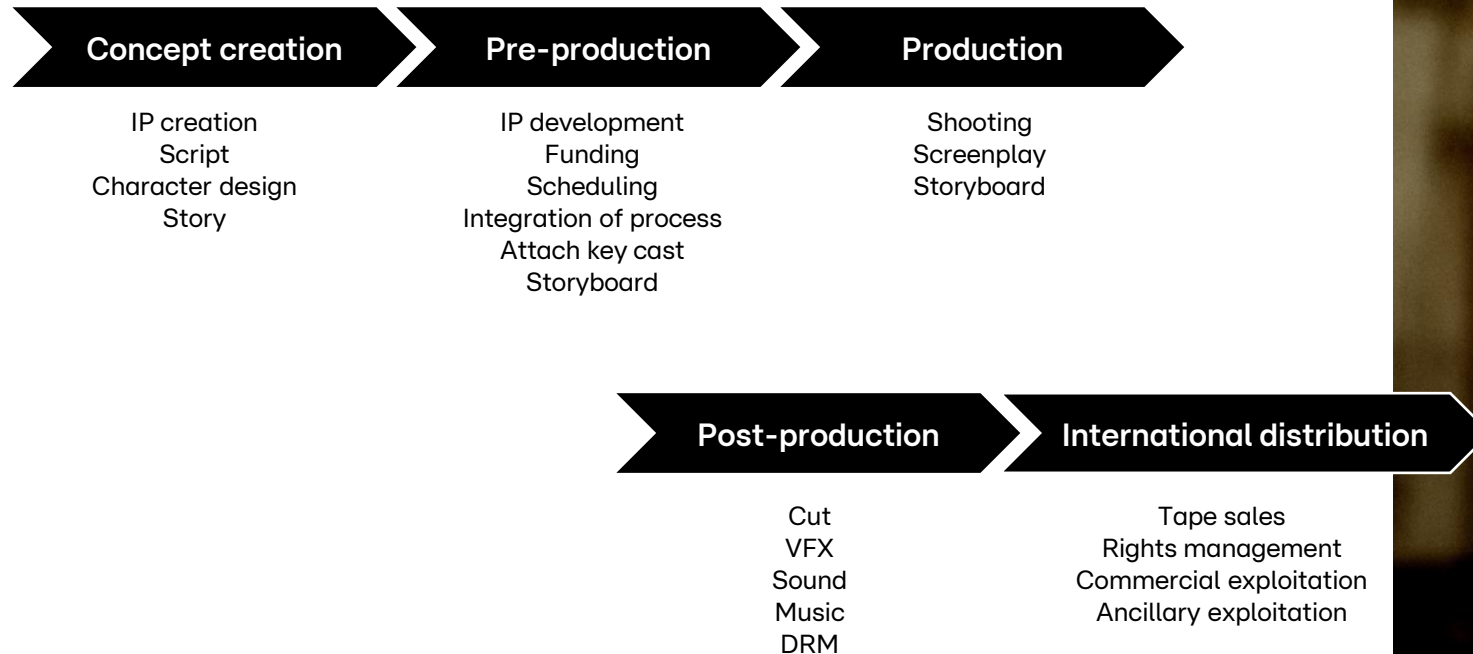 Concept creation
IP creation
Script
Character design
Story
Pre-production
IP development
Funding
Scheduling
Integration of process
Attach key cast
Storyboard
Production
Shooting
Screenplay
Storyboard
Post-production
Cut
VFX
Sound
Music
DRM
International distribution
Tape sales
Rights management
Commercial exploitation
Ancillary exploitation